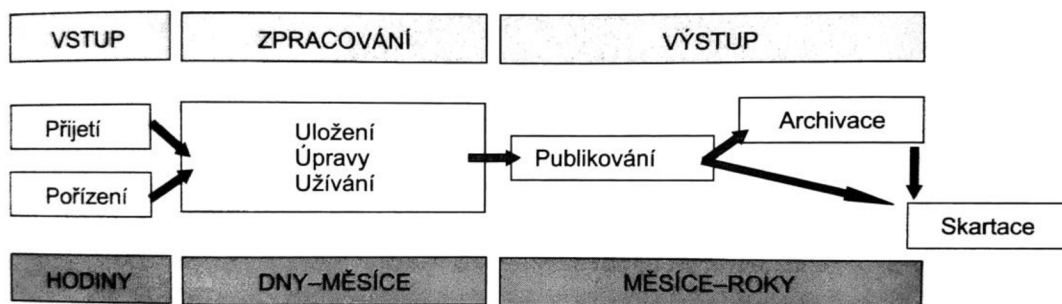 VSTUP
ZPRACOVÁNÍ
VÝSTUP
Přijetí
Pořízení
Uložení
Úpravy
Užívání
Publikování
Archivace
Skartace
HODINY
DNY–MĚSÍCE
MĚSÍCE–ROKY